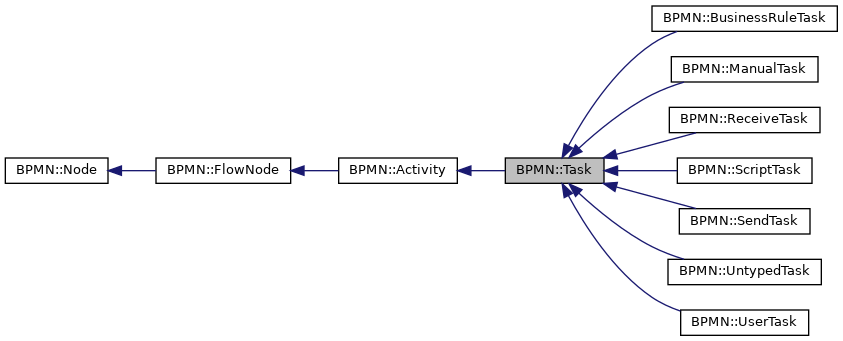 BPMN::BusinessRuleTask
BPMN::ManualTask
BPMN::ReceiveTask
BPMN::Node
BPMN::FlowNode
BPMN::Activity
BPMN::Task
BPMN::ScriptTask
BPMN::SendTask
BPMN::UntypedTask
BPMN::UserTask